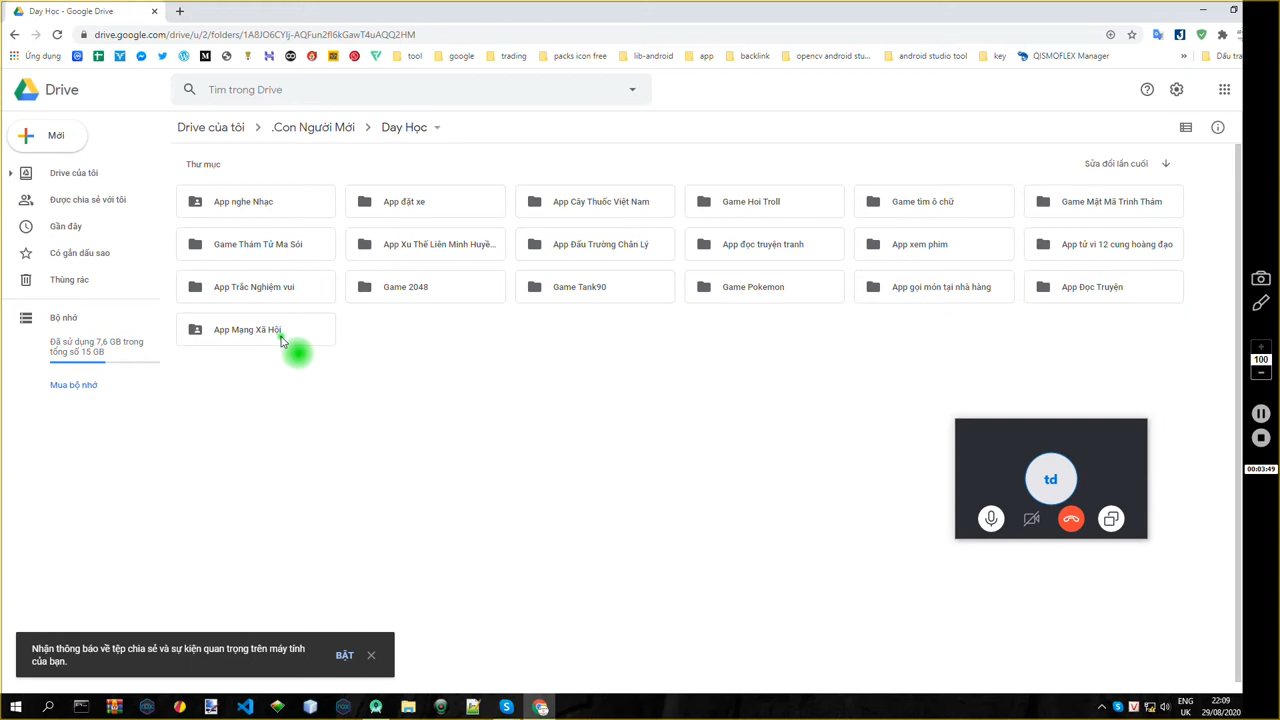 Day Học - Google Drive
drive.google.com/drive/u/2/folders/1A8JO6CYIj-AQFun2fl6kGawT4uAQQ2HM
Ứng dụng
tool
google
trading
packs icon free
lib-android
app
backlink
opencv android stu...
android studio tool
key
QISMOFLEX Manager
»
Dấu tra
Drive
Tìm trong Drive
Mới
Drive của tôi
.Con Người Mới
Day Học
Thư mục
Sửa đổi lần cuối
Drive của tôi
Được chia sẻ với tôi
Gần đây
Có gắn dấu sao
Thùng rác
Bộ nhớ
Đã sử dụng 7,6 GB trong
tổng số 15 GB
Mua bộ nhớ
App nghe Nhạc
App đặt xe
App Cây Thuốc Việt Nam
Game Hoi Troll
Game tìm ô chữ
Game Mật Mã Trinh Thám
Game Thám Tử Ma Sói
App Xu Thế Liên Minh Huyề...
App Đấu Trường Chân Lý
App đọc truyện tranh
App xem phim
App tử vi 12 cung hoàng đạo
App Trắc Nghiệm vui
Game 2048
Game Tank90
Game Pokemon
App gọi món tại nhà hàng
App Đọc Truyện
App Mạng Xã Hội
td
100
00:03:49
Nhận thông báo về tệp chia sẻ và sự kiện quan trọng trên máy tính
của bạn.
BẬT
ENG
UK
22:09
29/08/2020